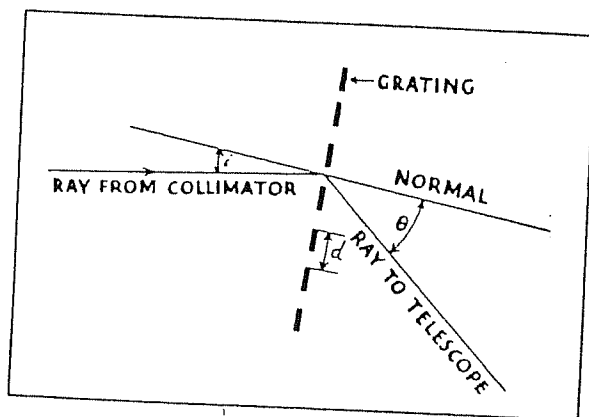 GRATING
i
RAY FROM COLLIMATOR
NORMAL
θ
d
RAY TO TELESCOPE